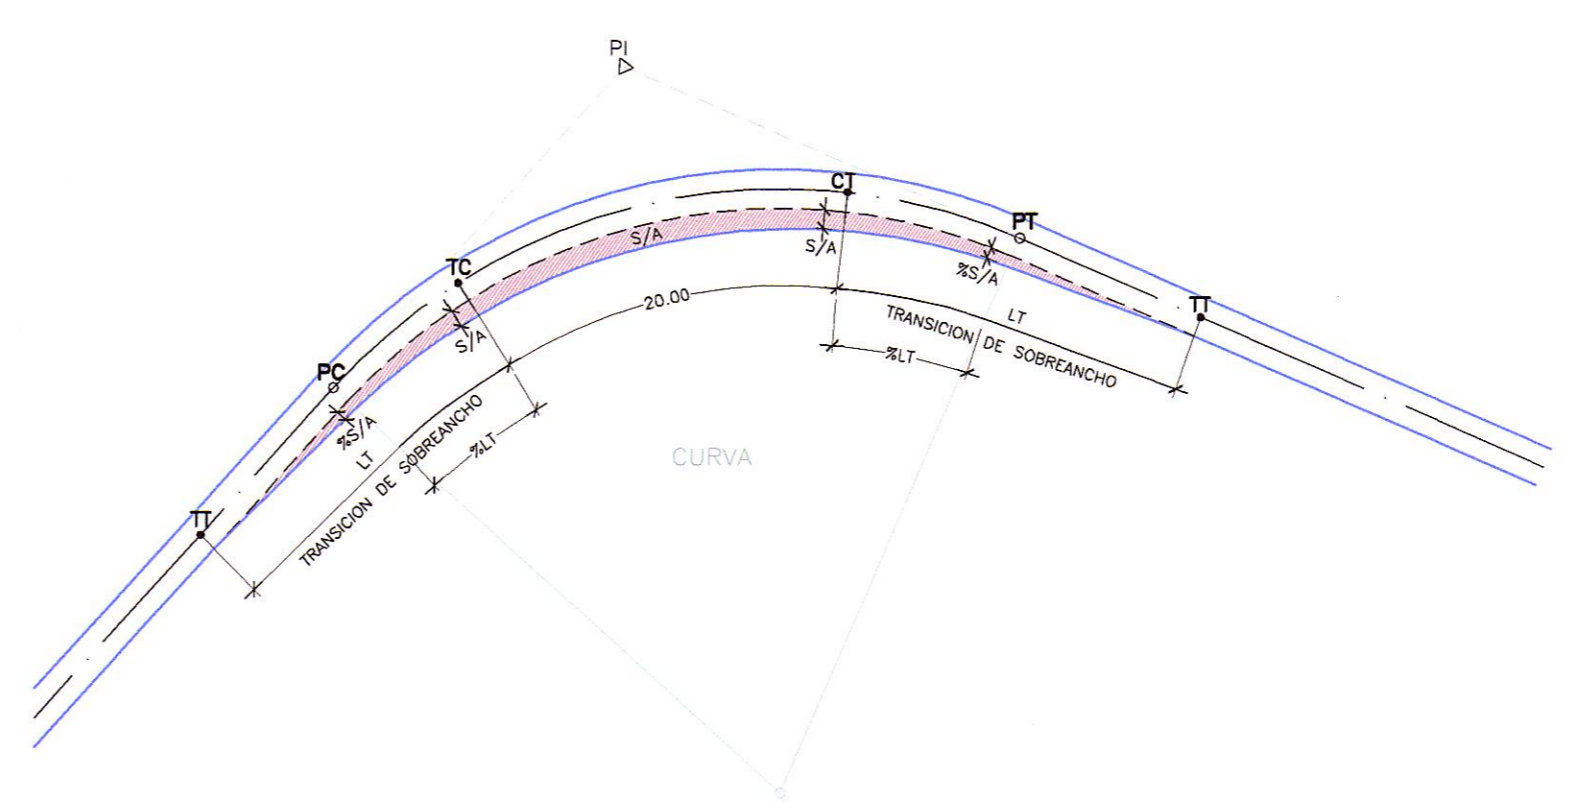 PI
CT
PT
S/A
S/A
TC
%S/A
20.00
TT
LT
TRANSICION DE SOBREANCHO
%LT
S/A
PC
%S/A
LT
TRANSICION DE SOBREANCHO
%LT
CURVA
TT